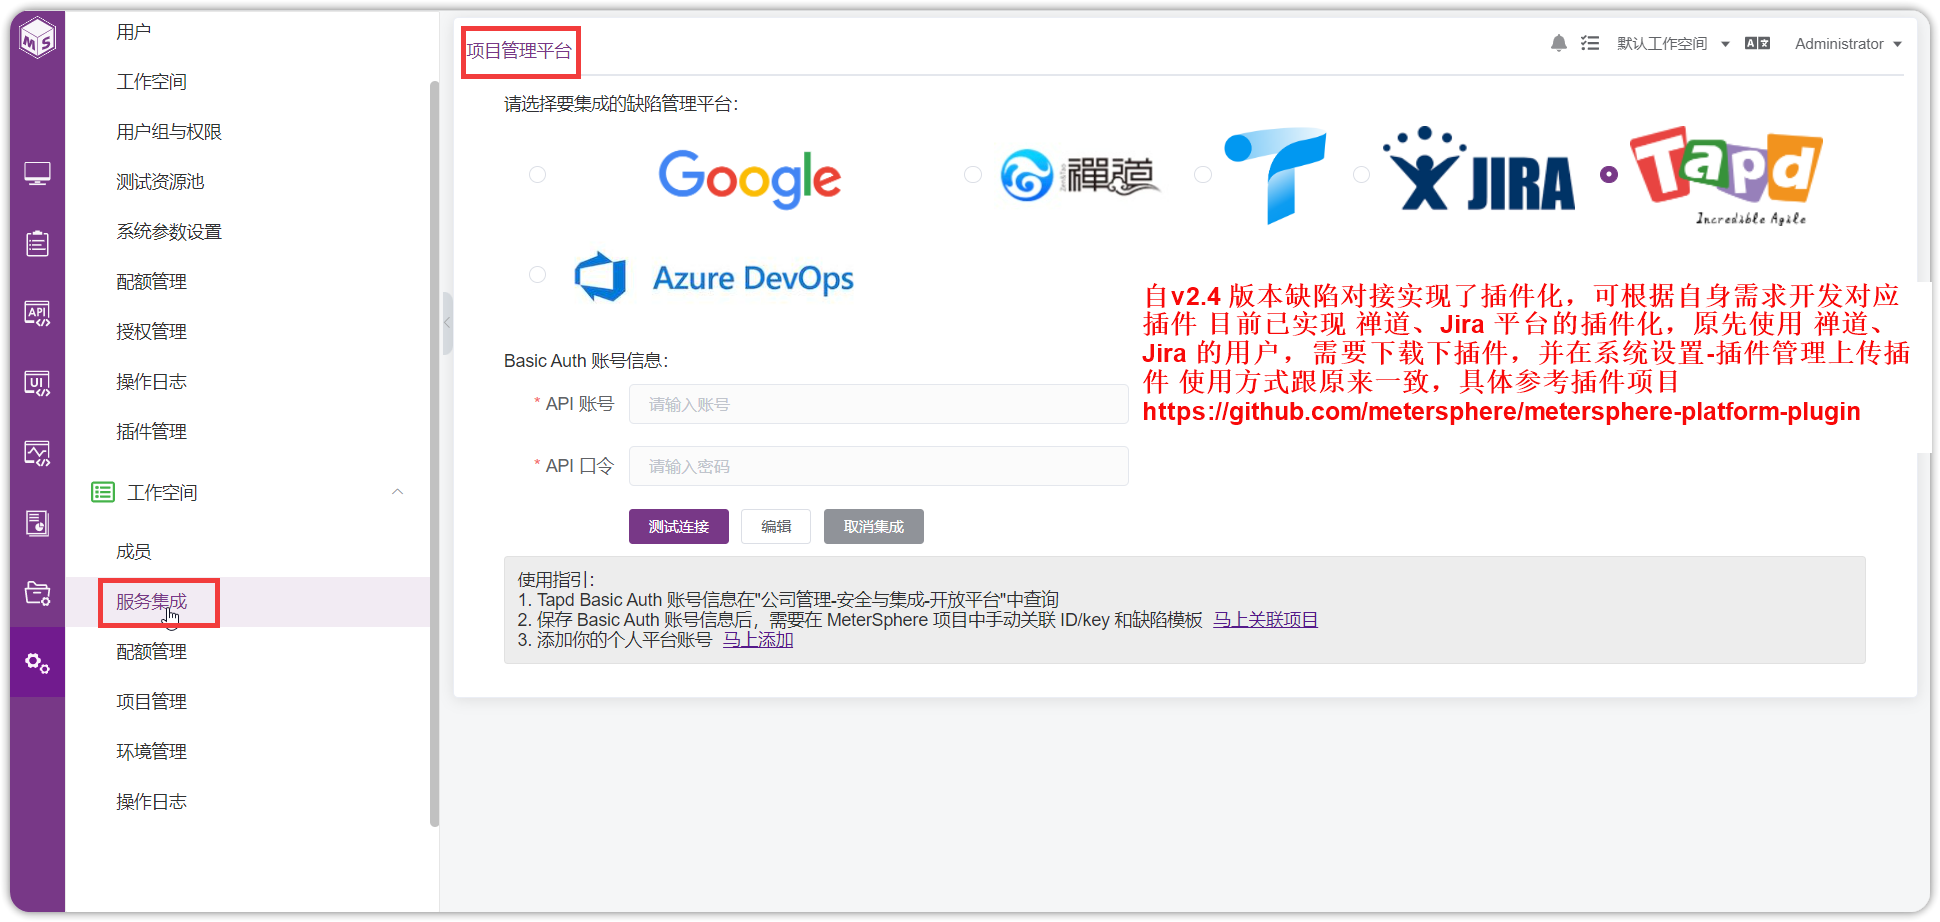 MS
用户
工作空间
用户组与权限
测试资源池
系统参数设置
配额管理
授权管理
操作日志
插件管理
工作空间
成员
服务集成
配额管理
项目管理
环境管理
操作日志
API
UI
项目管理平台
默认工作空间
Administrator
请选择要集成的缺陷管理平台：
Google
禅道
JIRA
Tapd
Incredible Agile
Azure DevOps
自v2.4 版本缺陷对接实现了插件化，可根据自身需求开发对应
插件 目前已实现 禅道、Jira 平台的插件化，原先使用 禅道、
Jira 的用户，需要下载下插件，并在系统设置-插件管理上传插
件 使用方式跟原来一致，具体参考插件项目
https://github.com/metersphere/metersphere-platform-plugin
Basic Auth 账号信息：
* API 账号 请输入账号
* API 口令 请输入密码
测试连接 编辑 取消集成
使用指引：
1. Tapd Basic Auth 账号信息在"公司管理-安全与集成-开放平台"中查询
2. 保存 Basic Auth 账号信息后，需要在 MeterSphere 项目中手动关联 ID/key 和缺陷模板 马上关联项目
3. 添加你的个人平台账号 马上添加